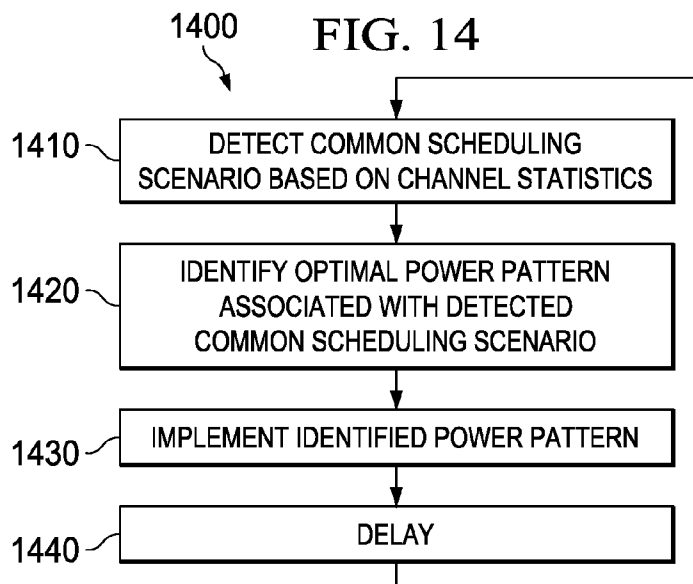 1400
FIG. 14
1410
DETECT COMMON SCHEDULING
SCENARIO BASED ON CHANNEL STATISTICS
1420
IDENTIFY OPTIMAL POWER PATTERN
ASSOCIATED WITH DETECTED
COMMON SCHEDULING SCENARIO
1430
IMPLEMENT IDENTIFIED POWER PATTERN
1440
DELAY